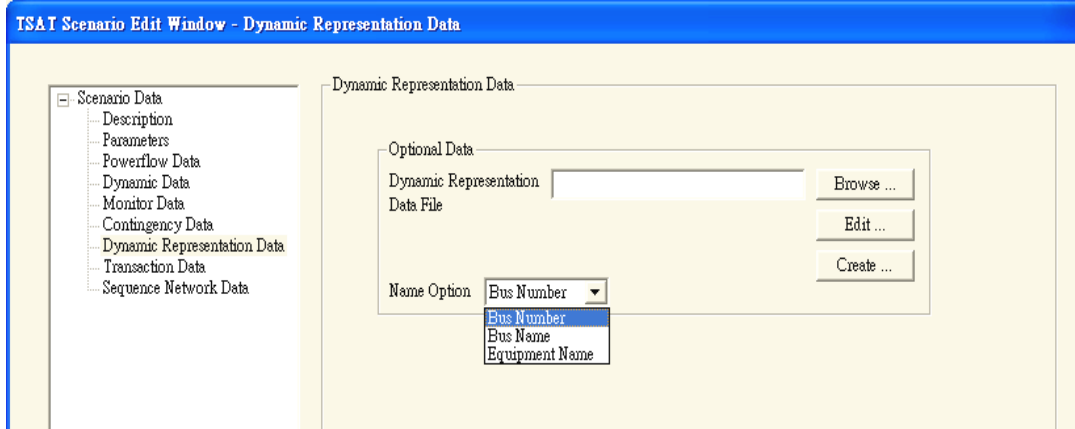 TSAT Scenario Edit Window - Dynamic Representation Data
Scenario Data
Description
Parameters
Powerflow Data
Dynamic Data
Monitor Data
Contingency Data
Dynamic Representation Data
Transaction Data
Sequence Network Data
Dynamic Representation Data
Optional Data
Dynamic Representation
Data File
Browse ...
Edit ...
Create ...
Name Option
Bus Number
Bus Number
Bus Name
Equipment Name